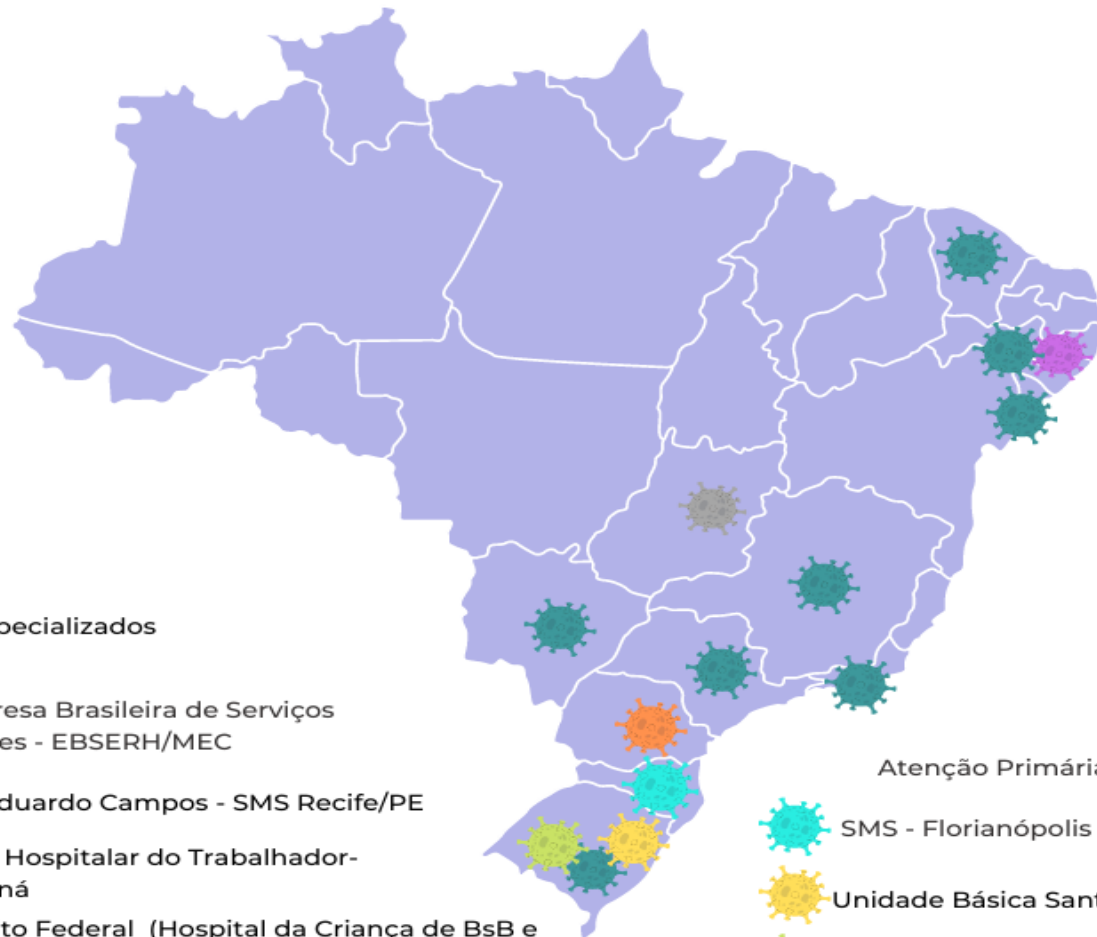 pecializados
resa Brasileira de Serviços
es - EBSERH/MEC
duardo Campos - SMS Recife/PE
Hospitalar do Trabalhador-
ná
to Federal (Hospital da Criança de BsB e
Atenção Primária
SMS - Florianópolis
Unidade Básica Sant